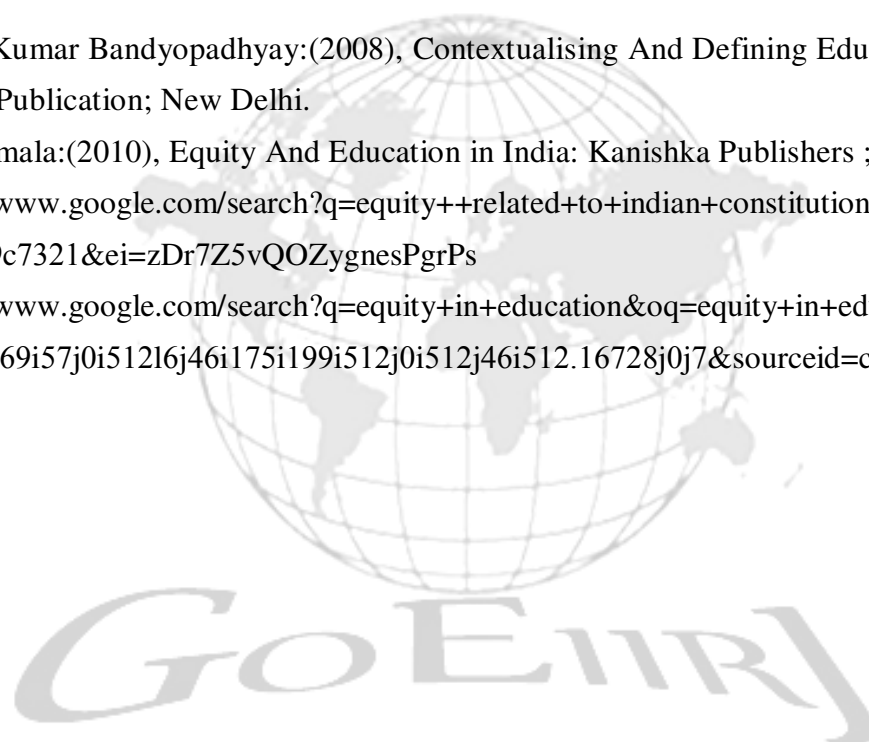 Kumar Bandyopadhyay:(2008), Contextualising And Defining Edu
Publication; New Delhi.
mala:(2010), Equity And Education in India: Kanishka Publishers ;
www.google.com/search?q=equity++related+to+indian+constitution
c7321&ei=zDr7Z5vQOZygnesPgrPs
www.google.com/search?q=equity+in+education&oq=equity+in+ed
69i57j0i512l6j46i175i199i512j0i512j46i512.16728j0j7&sourceid=c
GOEIIRJ